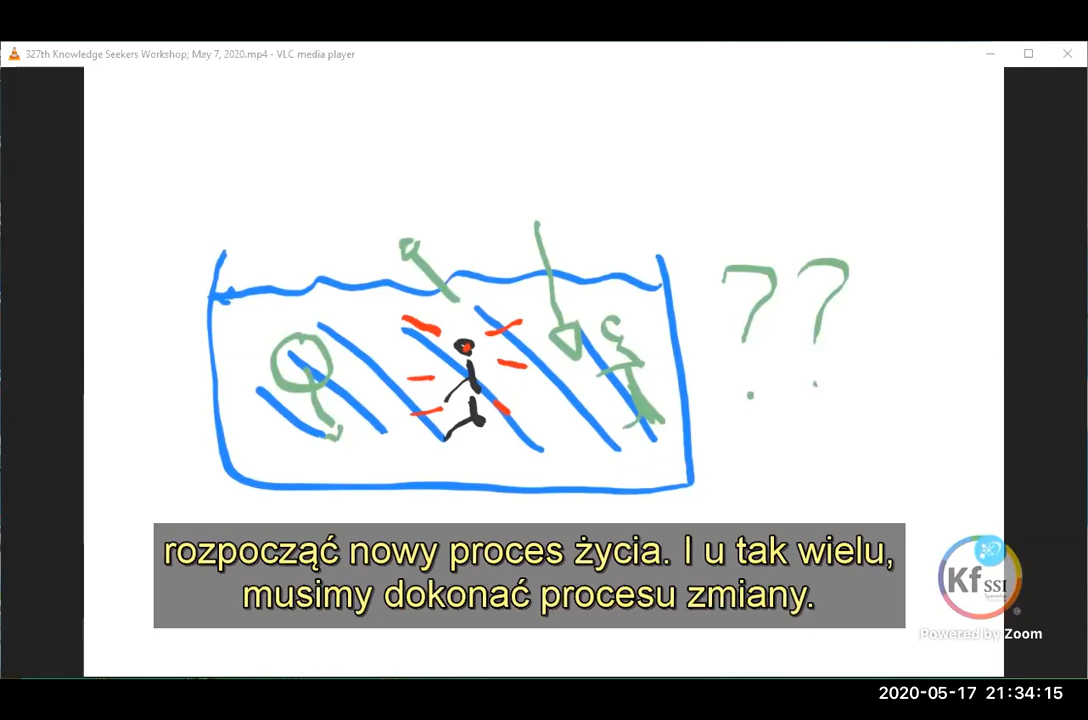 327th Knowledge Seekers Workshop; May 7, 2020.mp4 - VLC media player
??
rozpocząć nowy proces życia. I u tak wielu,
musimy dokonać procesu zmiany.
Kf SSI
Powered by Zoom
2020-05-17 21:34:15